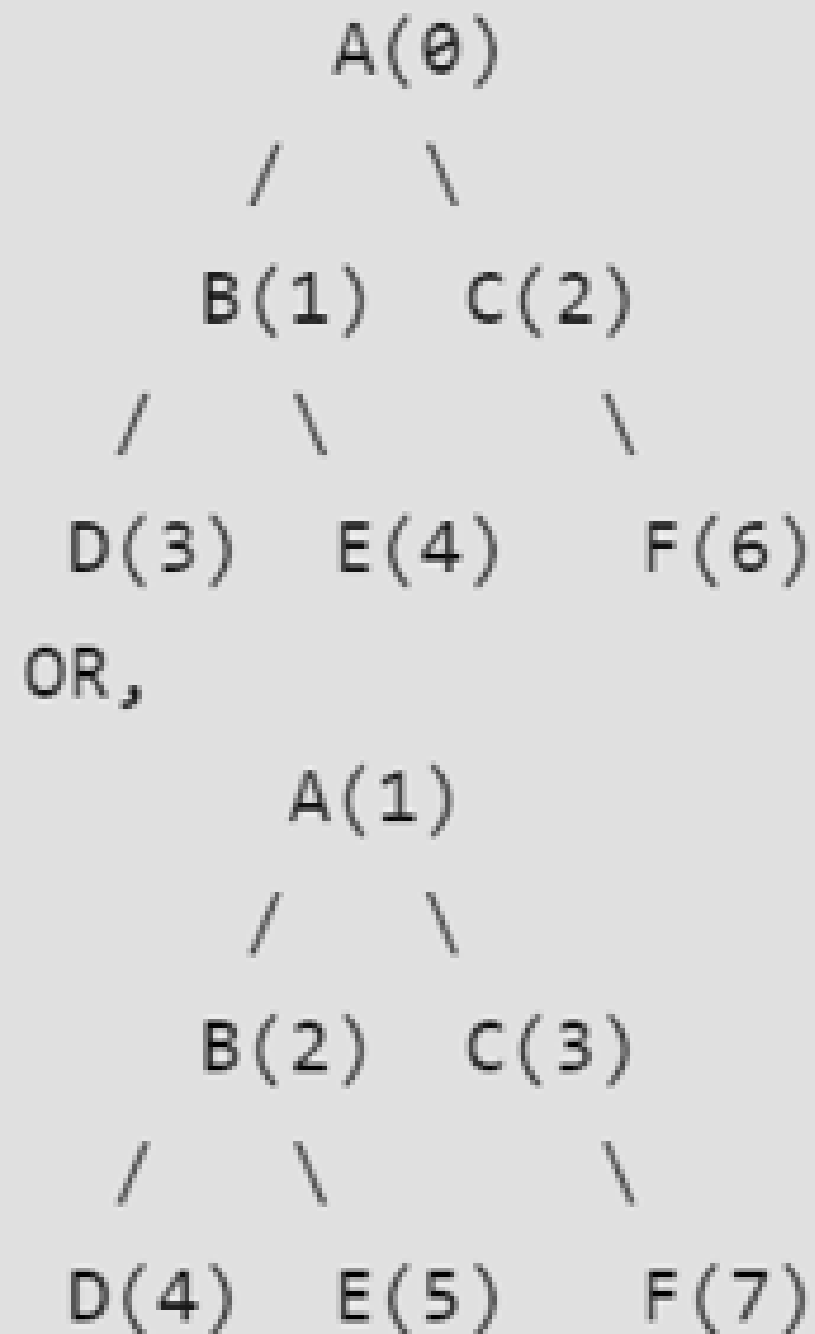 A(0)
/ \
B(1) C(2)
/ \ \
D(3) E(4) F(6)
OR,
A(1)
/ \
B(2) C(3)
/ \ \
D(4) E(5) F(7)